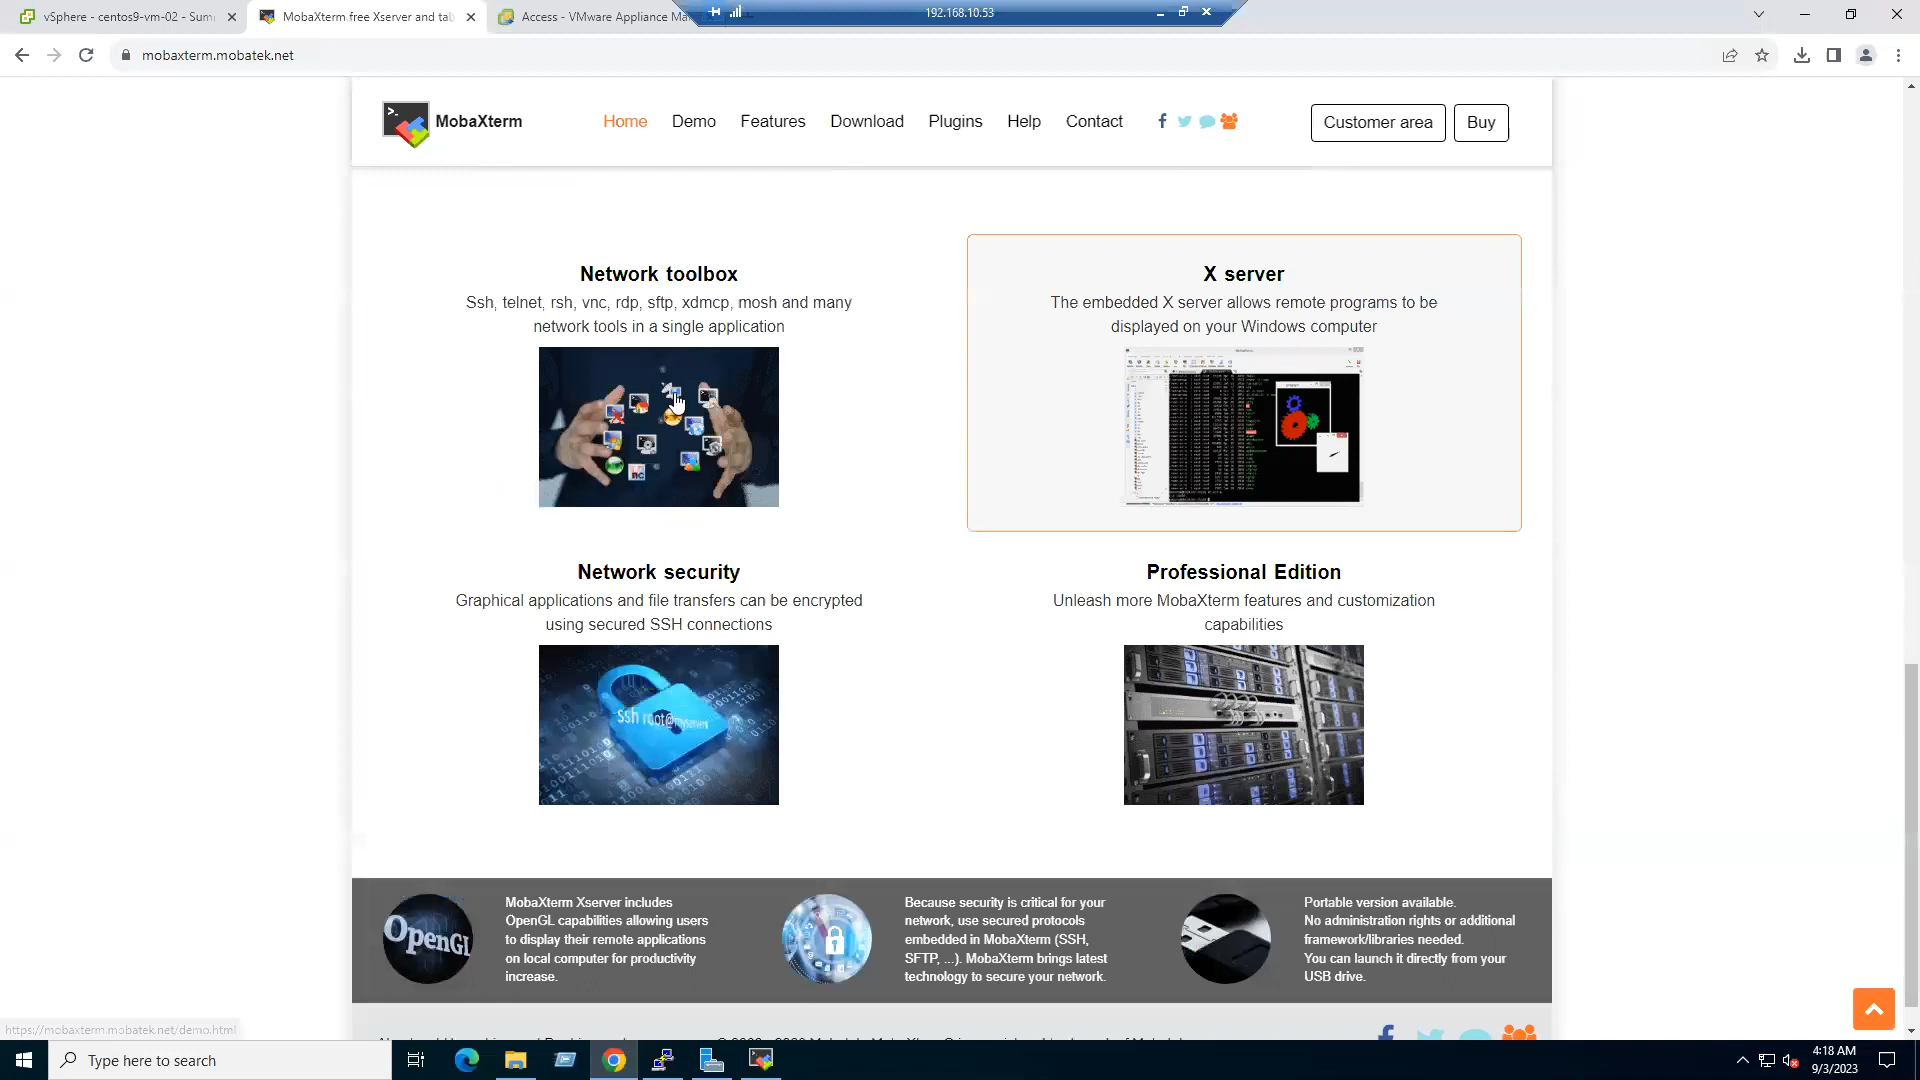 vSphere - centos9-vm-02 - Sum
MobaXterm free Xserver and tab
Access - VMware Appliance Ma
192.168.10.53
mobaxterm.mobatek.net
MobaXterm
Home
Demo
Features
Download
Plugins
Help
Contact
Customer area
Buy
Network toolbox
Ssh, telnet, rsh, vnc, rdp, sftp, xdmcp, mosh and many
network tools in a single application
X server
The embedded X server allows remote programs to be
displayed on your Windows computer
Network security
Graphical applications and file transfers can be encrypted
using secured SSH connections
ssh root@myserver
Professional Edition
Unleash more MobaXterm features and customization
capabilities
OpenGL
MobaXterm Xserver includes
OpenGL capabilities allowing users
to display their remote applications
on local computer for productivity
increase.
Because security is critical for your
network, use secured protocols
embedded in MobaXterm (SSH,
SFTP, ...). MobaXterm brings latest
technology to secure your network.
Portable version available.
No administration rights or additional
framework/libraries needed.
You can launch it directly from your
USB drive.
https://mobaxterm.mobatek.net/demo.html
Type here to search
4:18 AM
9/3/2023